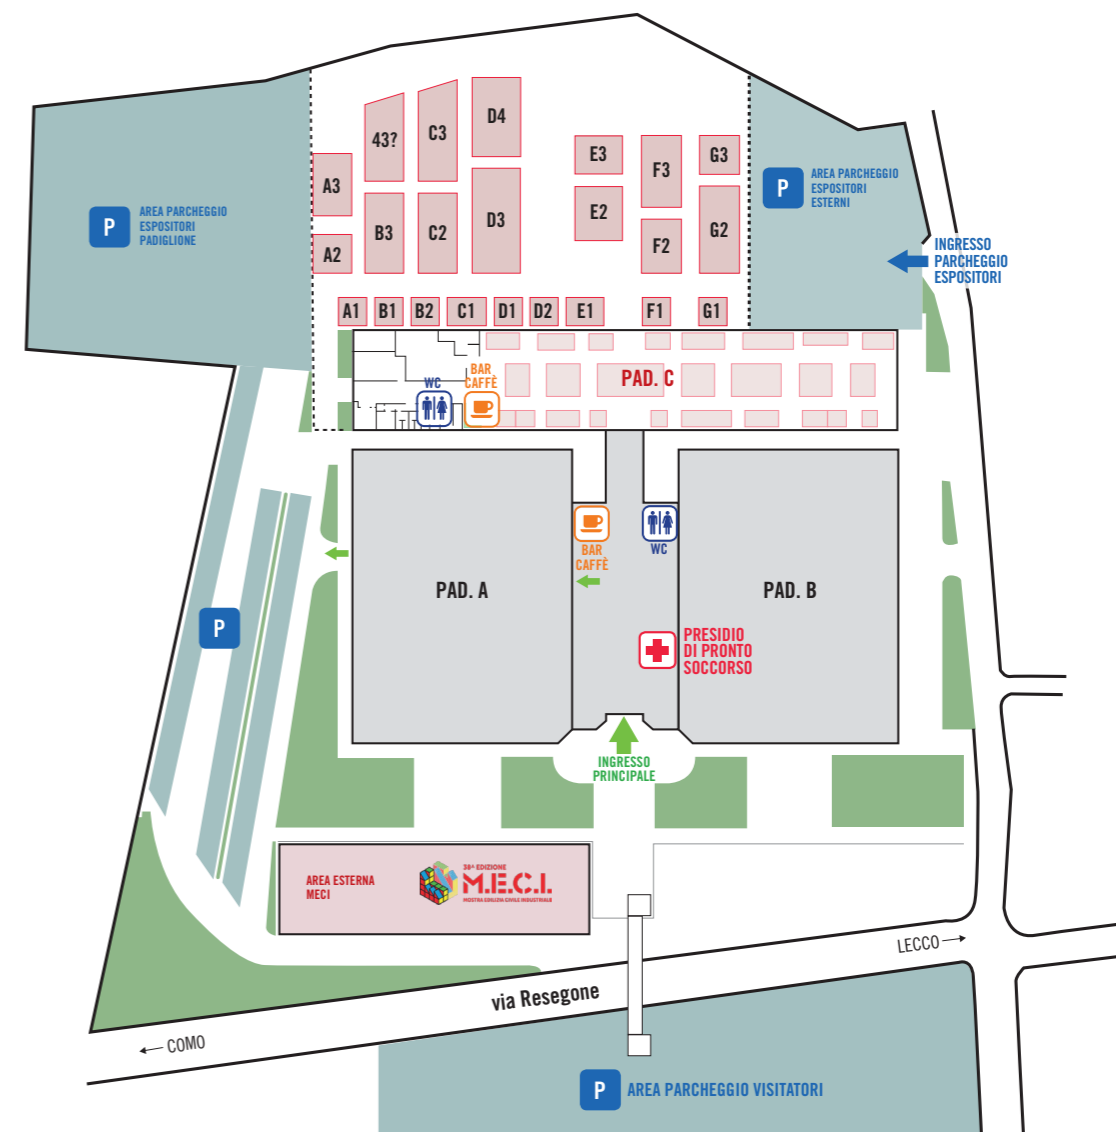 D4
C3
43?
E3
F3
G3
A3
P
AREA PARCHEGGIO
ESPOSITORI
ESTERNI
P
AREA PARCHEGGIO
ESPOSITORI
PADIGLIONE
D3
E2
B3
C2
G2
F2
A2
INGRESSO
PARCHEGGIO
ESPOSITORI
A1
B1
B2
C1
D1
D2
E1
F1
G1
BAR
CAFFÈ
WC
PAD. C
BAR
CAFFÈ
WC
PAD. A
PAD. B
P
PRESIDIO
DI PRONTO
SOCCORSO
INGRESSO
PRINCIPALE
AREA ESTERNA
MECI
38ª EDIZIONE
M.E.C.I.
MOSTRA EDILIZIA CIVILE INDUSTRIALE
LECCO
via Resegone
COMO
P
AREA PARCHEGGIO VISITATORI